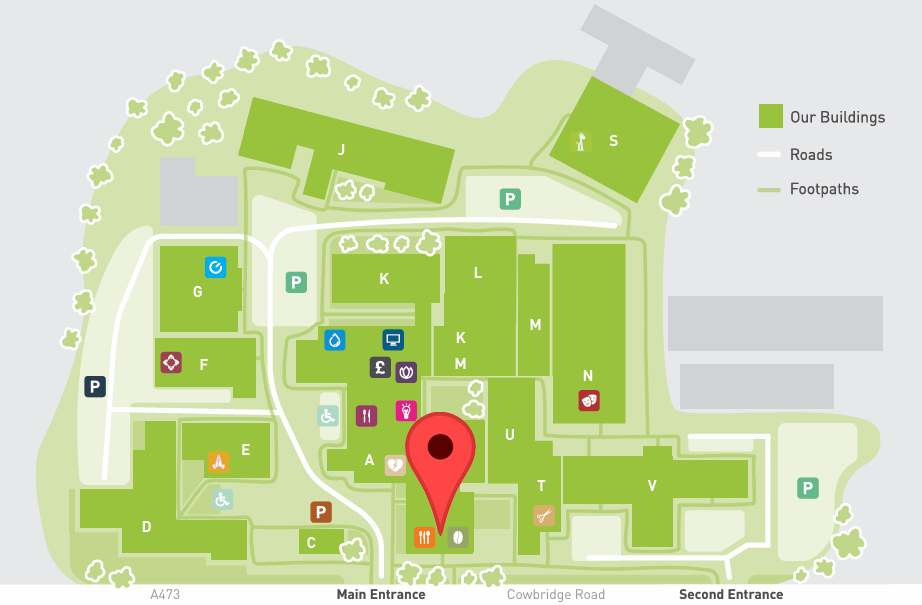 S
Our Buildings
J
Roads
Footpaths
P
G
P
K
L
K
M
M
F
£
N
P
A
U
E
T
V
P
D
P
C
A473
Main Entrance
Cowbridge Road
Second Entrance